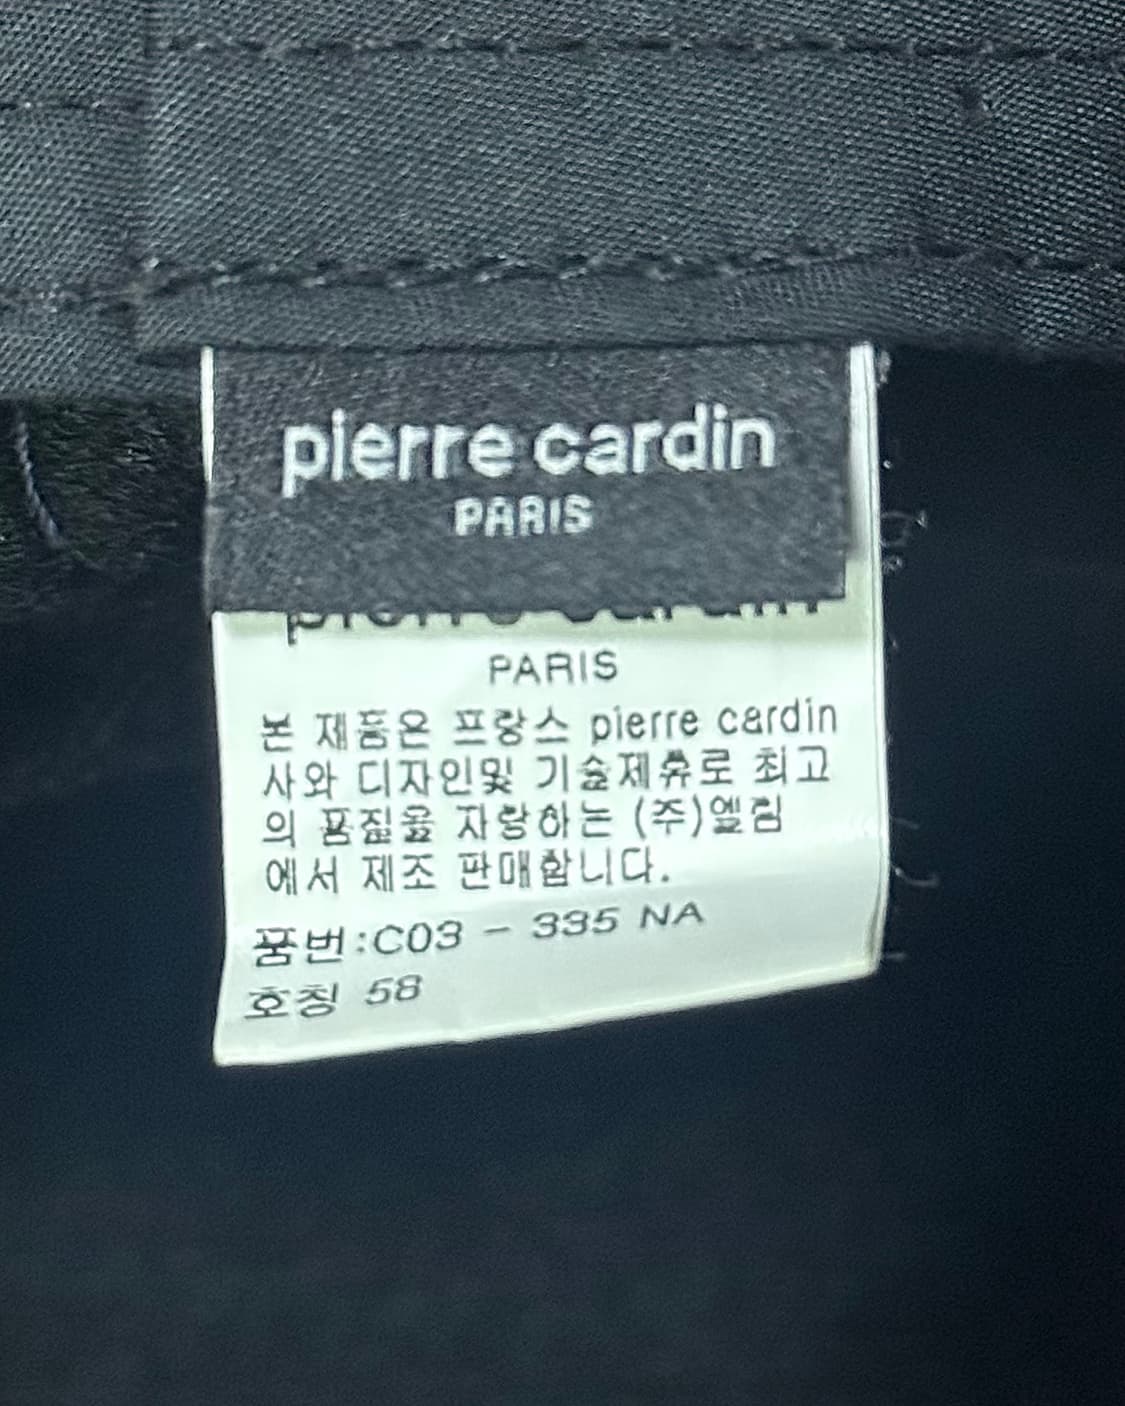 pierre cardin
PARIS
pierre cardin
PARIS
본 제품은 프랑스 pierre cardin
사와 디자인및 기술제휴로 최고
의 품질을 자랑하는 (주)엘림
에서 제조 판매합니다.
품번:C03 - 335 NA
호칭 58